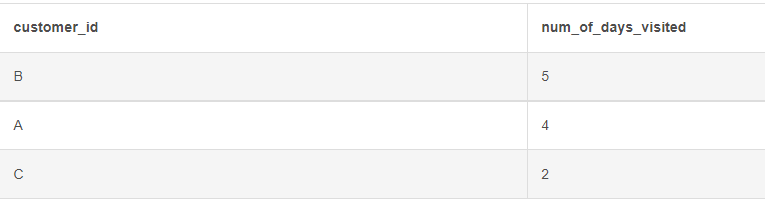 customer_id num_of_days_visited
B 5
A 4
C 2